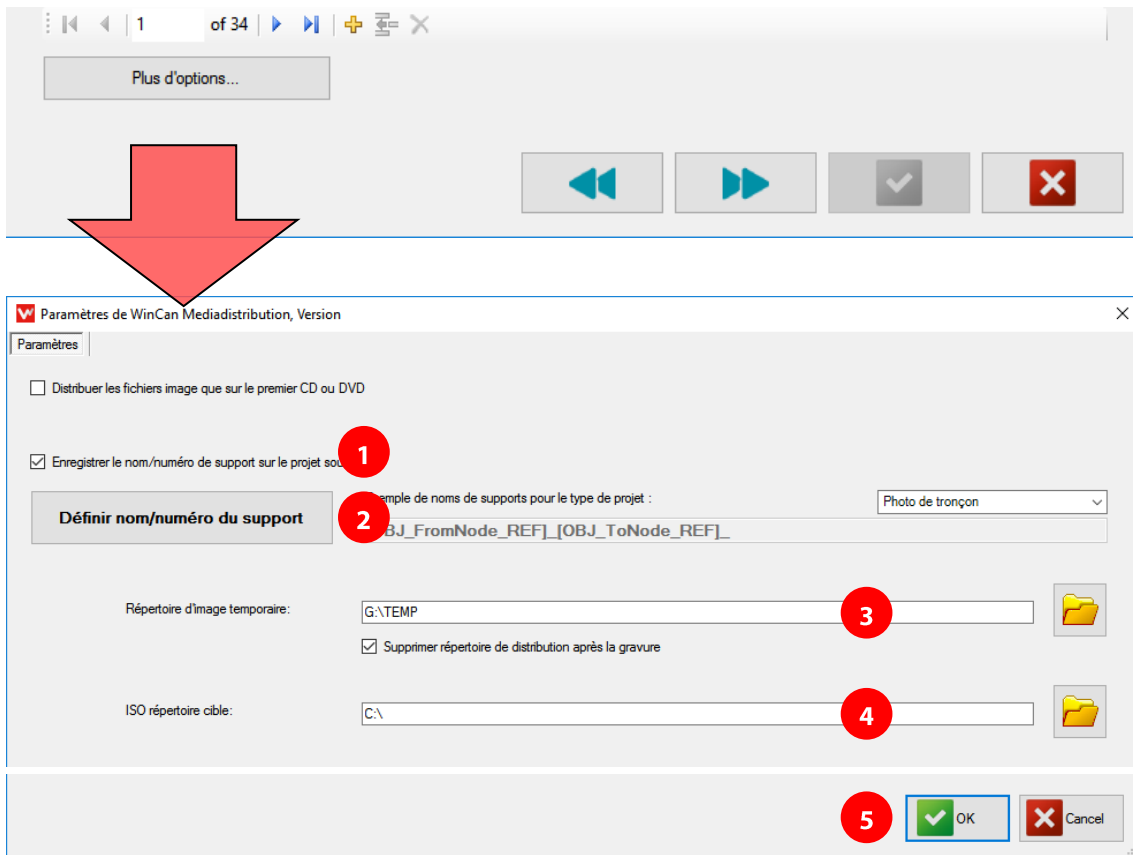 1 of 34
Plus d'options...
Paramètres de WinCan Mediadistribution, Version
Paramètres
Distribuer les fichiers image que sur le premier CD ou DVD
Enregistrer le nom/numéro de support sur le projet
1
Définir nom/numéro du support
2
de noms de supports pour le type de projet :
Photo de tronçon
BJ_FromNode_REF]_[OBJ_ToNode_REF]_
Répertoire d'image temporaire:
G:\TEMP
3
Supprimer répertoire de distribution après la gravure
ISO répertoire cible:
C:\
4
5
OK
Cancel